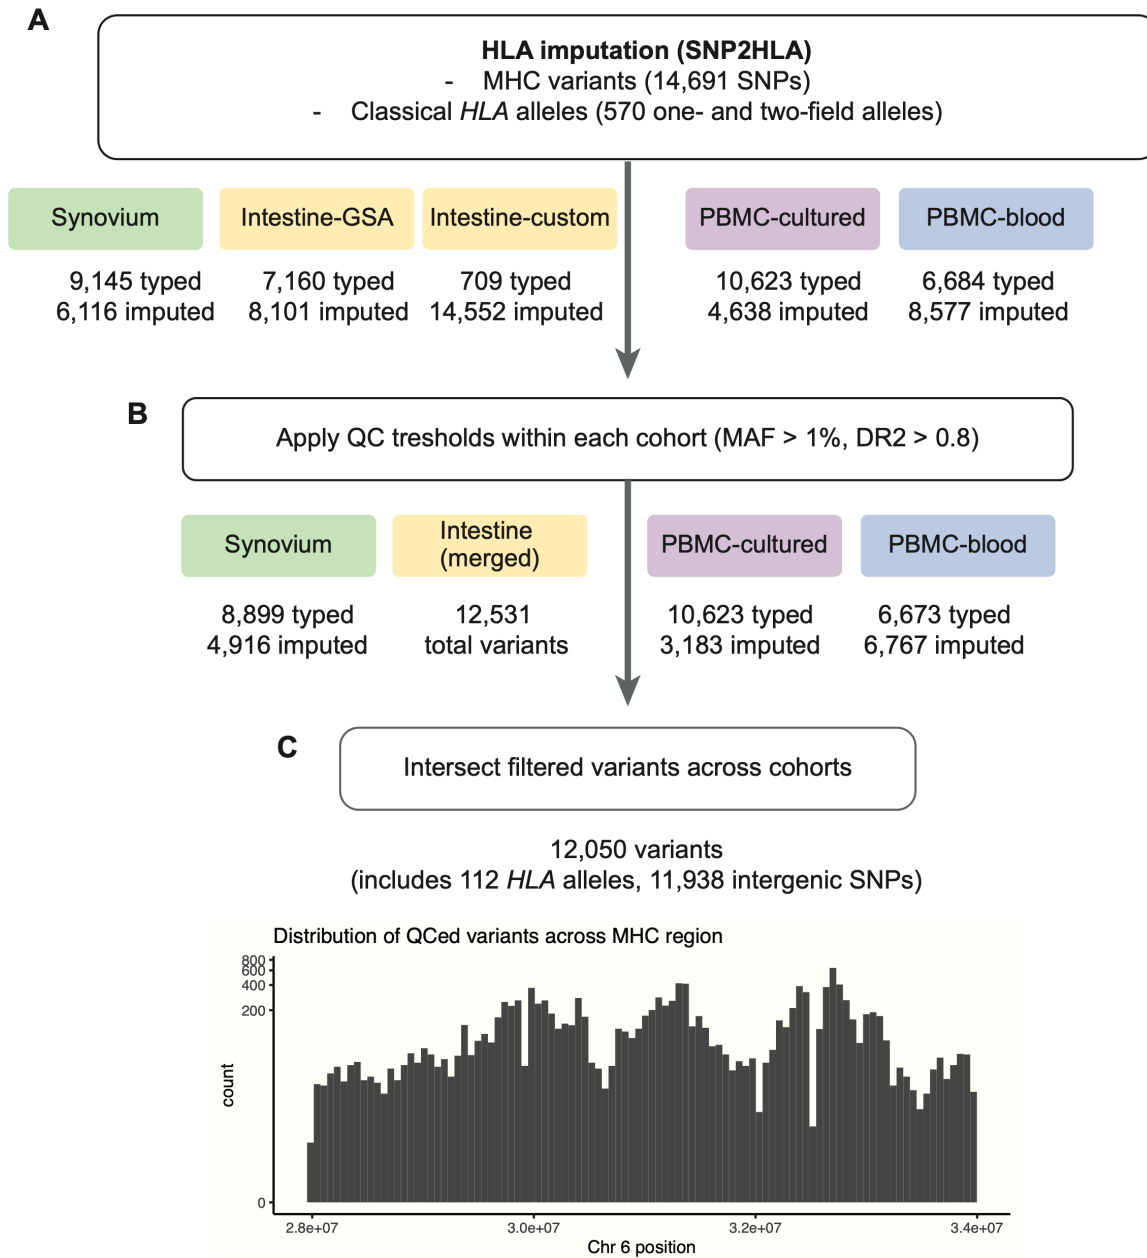 A
HLA imputation (SNP2HLA)
- MHC variants (14,691 SNPs)
- Classical HLA alleles (570 one- and two-field alleles)
Synovium
Intestine-GSA
Intestine-custom
PBMC-cultured
PBMC-blood
9,145 typed
6,116 imputed
7,160 typed
8,101 imputed
709 typed
14,552 imputed
10,623 typed
4,638 imputed
6,684 typed
8,577 imputed
B
Apply QC tresholds within each cohort (MAF > 1%, DR2 > 0.8)
Synovium
Intestine
(merged)
PBMC-cultured
PBMC-blood
8,899 typed
4,916 imputed
12,531
total variants
10,623 typed
3,183 imputed
6,673 typed
6,767 imputed
C
Intersect filtered variants across cohorts
12,050 variants
(includes 112 HLA alleles, 11,938 intergenic SNPs)
Distribution of QCed variants across MHC region
800
600
400
200
0
count
2.8e+07
3.0e+07
3.2e+07
3.4e+07
Chr 6 position